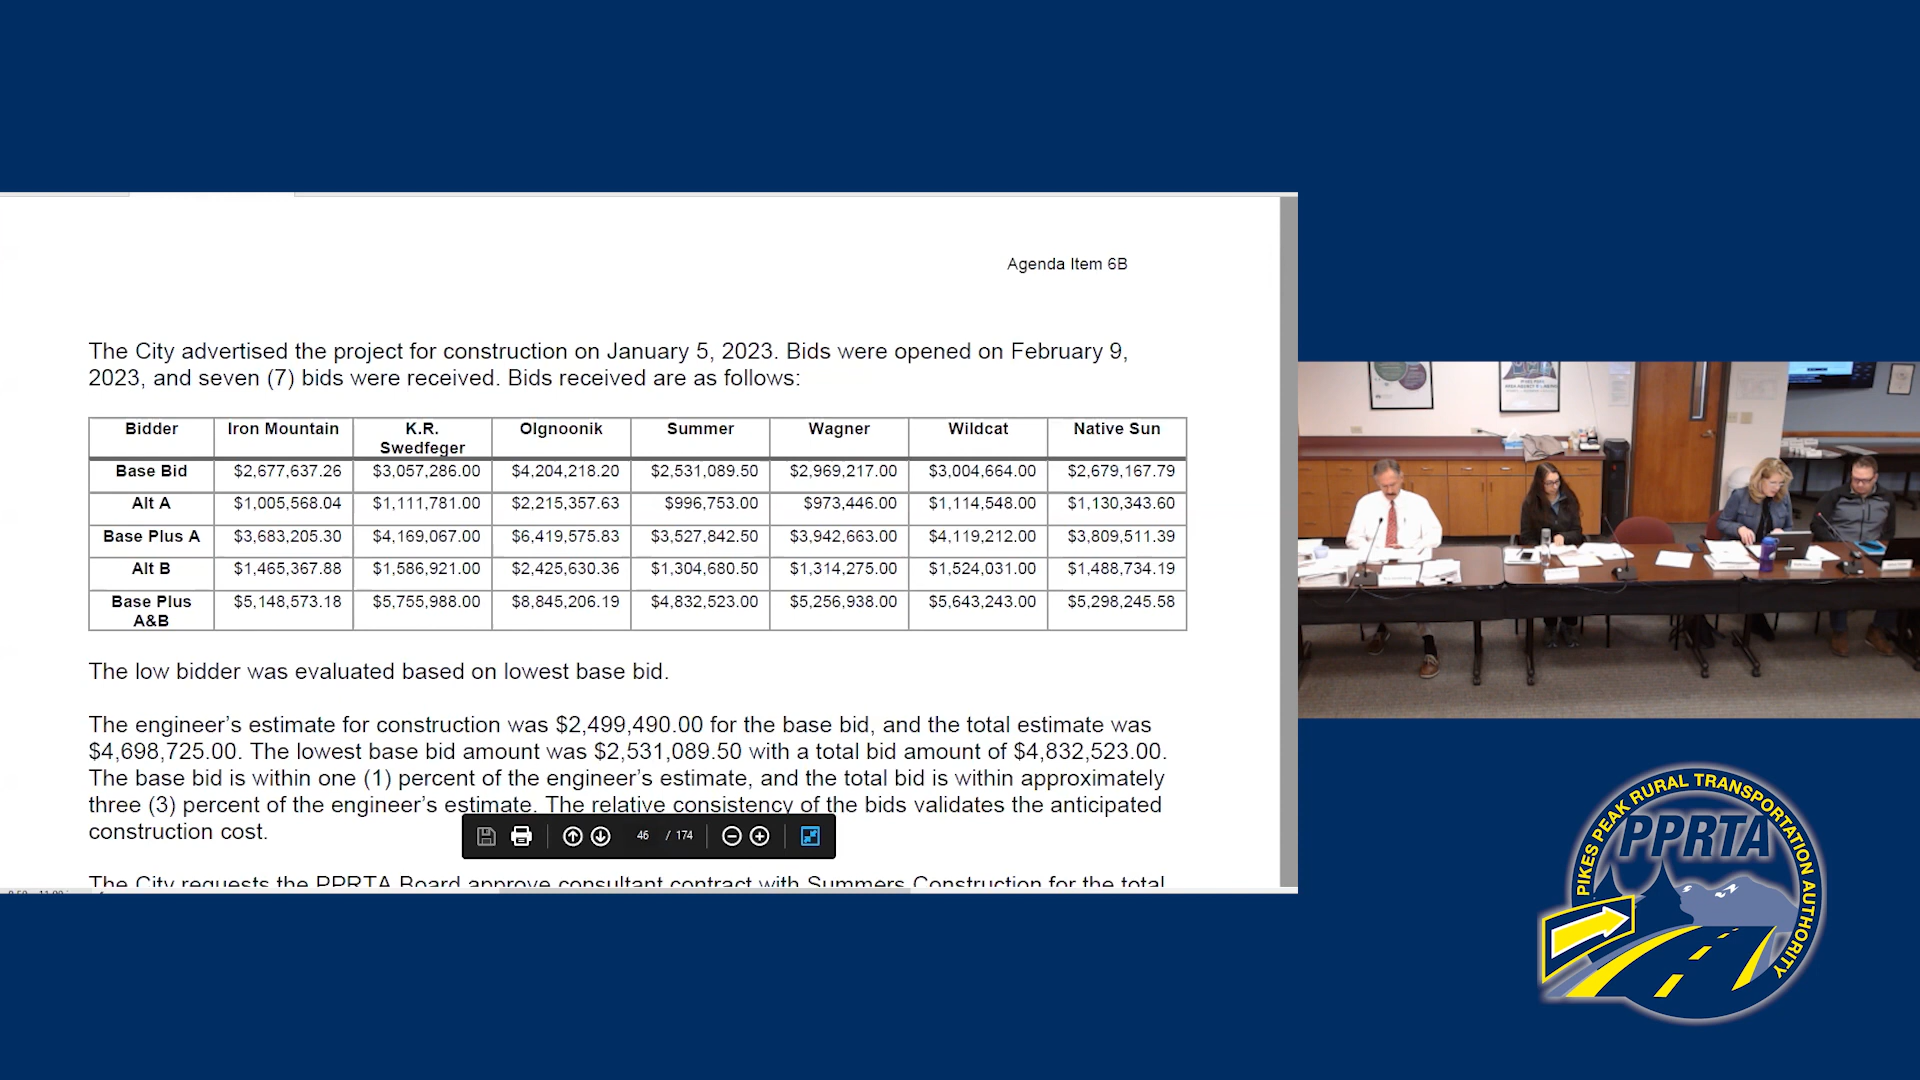 Agenda Item 6B
The City advertised the project for construction on January 5, 2023. Bids were opened on February 9,
2023, and seven (7) bids were received. Bids received are as follows:
Bidder Iron Mountain K.R. Swedfeger Olgnoonik Summer Wagner Wildcat Native Sun
Base Bid $2,677,637.26 $3,057,286.00 $4,204,218.20 $2,531,089.50 $2,969,217.00 $3,004,664.00 $2,679,167.79
Alt A $1,005,568.04 $1,111,781.00 $2,215,357.63 $996,753.00 $973,446.00 $1,114,548.00 $1,130,343.60
Base Plus A $3,683,205.30 $4,169,067.00 $6,419,575.83 $3,527,842.50 $3,942,663.00 $4,119,212.00 $3,809,511.39
Alt B $1,465,367.88 $1,586,921.00 $2,425,630.36 $1,304,680.50 $1,314,275.00 $1,524,031.00 $1,488,734.19
Base Plus A&B $5,148,573.18 $5,755,988.00 $8,845,206.19 $4,832,523.00 $5,256,938.00 $5,643,243.00 $5,298,245.58
The low bidder was evaluated based on lowest base bid.
The engineer's estimate for construction was $2,499,490.00 for the base bid, and the total estimate was
$4,698,725.00. The lowest base bid amount was $2,531,089.50 with a total bid amount of $4,832,523.00.
The base bid is within one (1) percent of the engineer's estimate, and the total bid is within approximately
three (3) percent of the engineer's estimate. The relative consistency of the bids validates the anticipated
construction cost.
46 / 174
The City requests the PPRTA Board approve consultant contract with Summers Construction for the total
PIKES PEAK RURAL TRANSPORTATION AUTHORITY
PPRTA